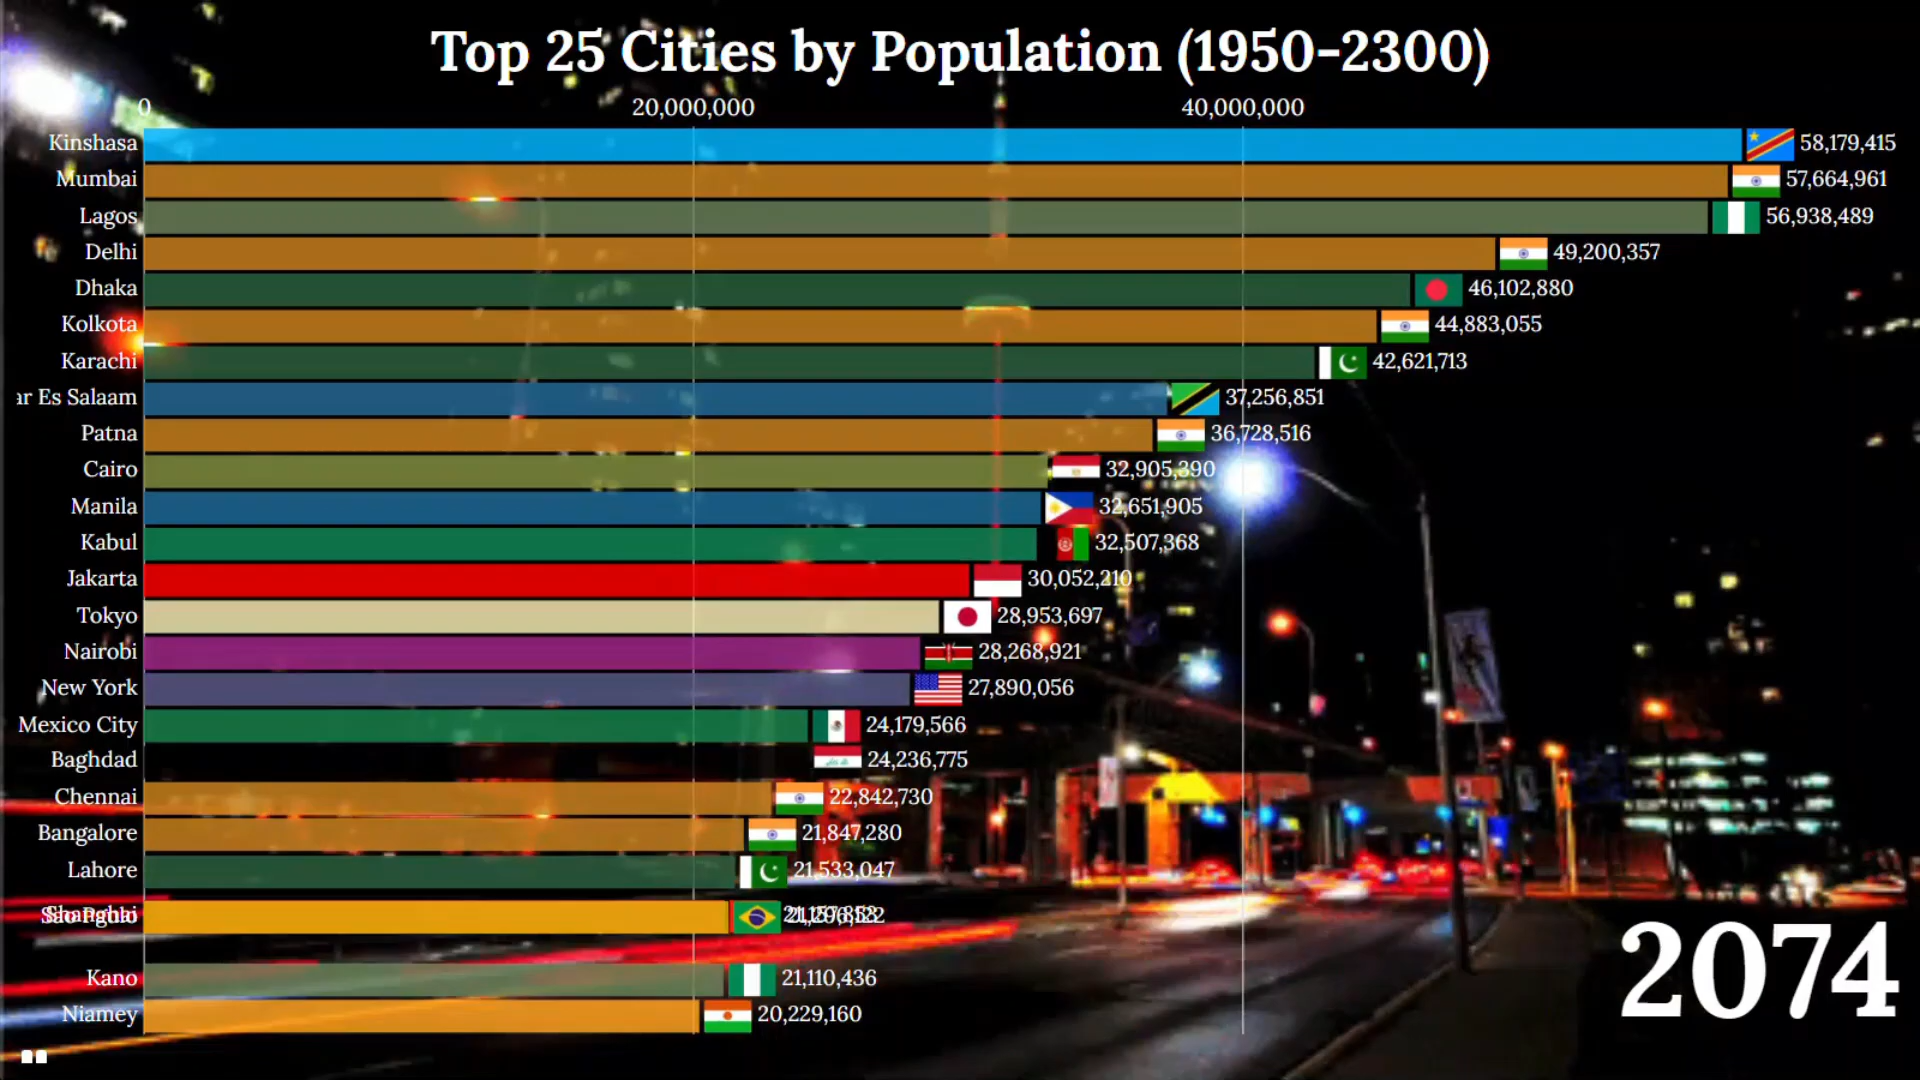 Top 25 Cities by Population (1950-2300)
0 20,000,000 40,000,000
Kinshasa 58,179,415
Mumbai 57,664,961
Lagos 56,938,489
Delhi 49,200,357
Dhaka 46,102,880
Kolkota 44,883,055
Karachi 42,621,713
ar Es Salaam 37,256,851
Patna 36,728,516
Cairo 32,905,390
Manila 32,651,905
Kabul 32,507,368
Jakarta 30,052,210
Tokyo 28,953,697
Nairobi 28,268,921
New York 27,890,056
Mexico City 24,179,566
Baghdad 24,236,775
Chennai 22,842,730
Bangalore 21,847,280
Lahore 21,533,047
Kano 21,110,436
Niamey 20,229,160
2074